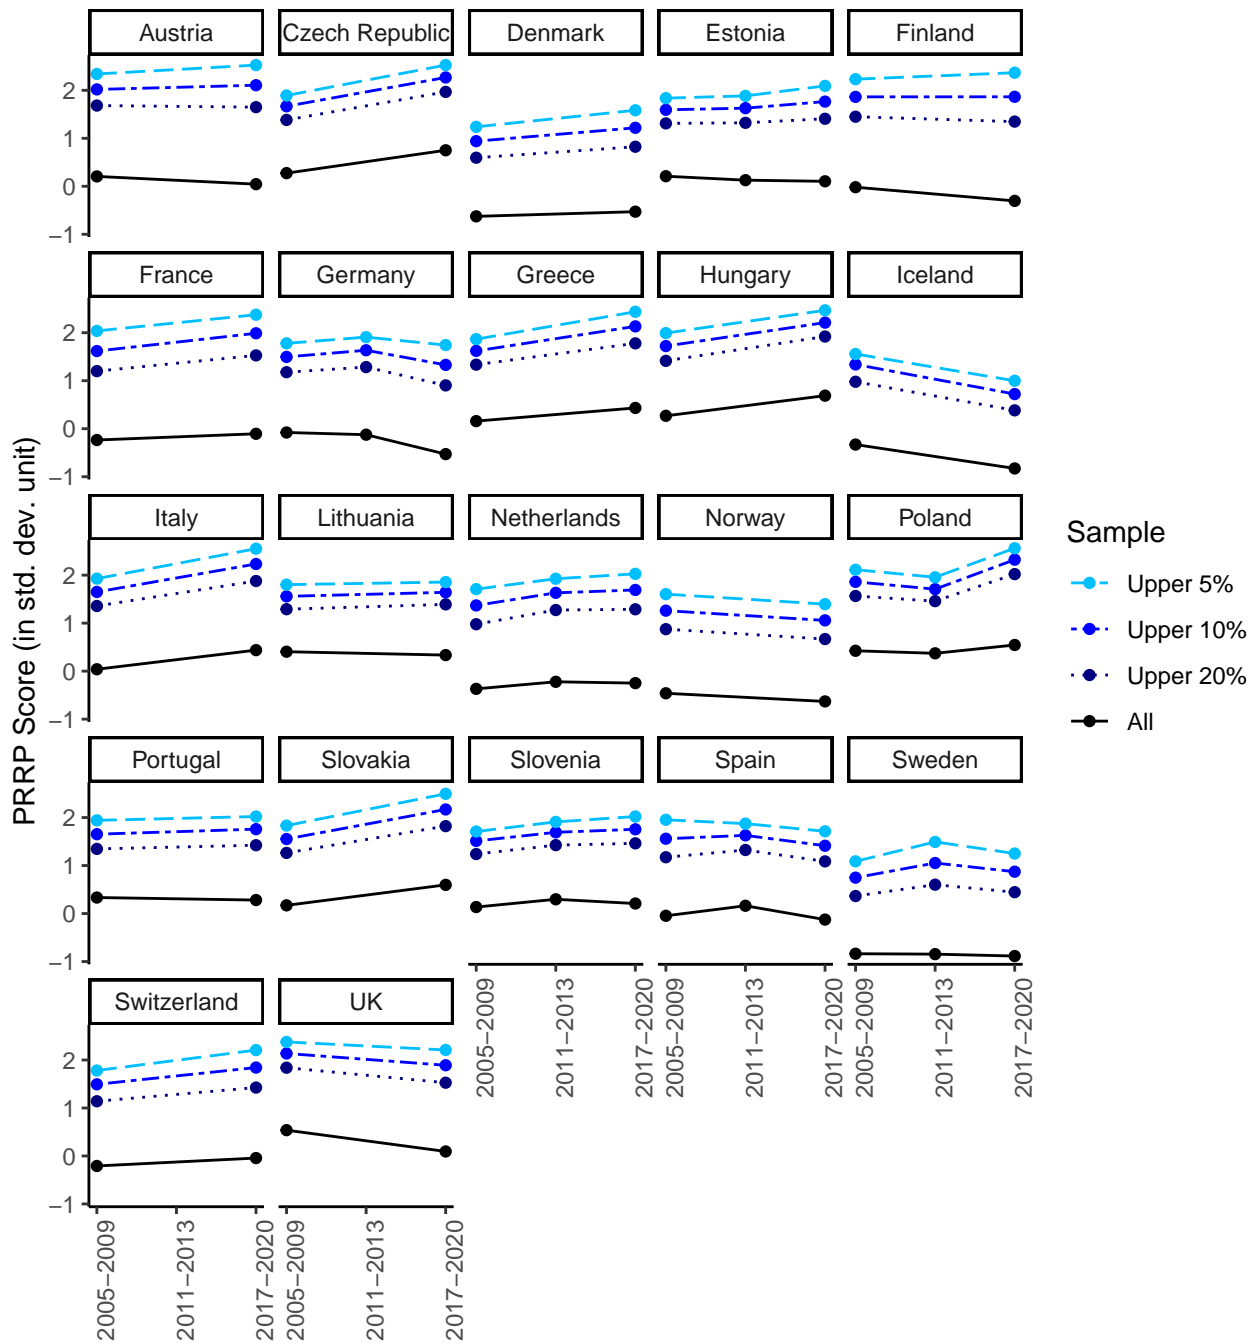 Austria Czech Republic Denmark Estonia Finland
2
1
0
−1
France Germany Greece Hungary Iceland
2
1
0
−1
Italy Lithuania Netherlands Norway Poland
2
1
0
−1
Portugal Slovakia Slovenia Spain Sweden
2
1
0
−1
Switzerland UK
2
1
0
−1
2005−2009 2011−2013 2017−2020 2005−2009 2011−2013 2017−2020 2005−2009 2011−2013 2017−2020
2005−2009 2011−2013 2017−2020 2005−2009 2011−2013 2017−2020
PRRP Score (in std. dev. unit)
Sample
Upper 5%
Upper 10%
Upper 20%
All